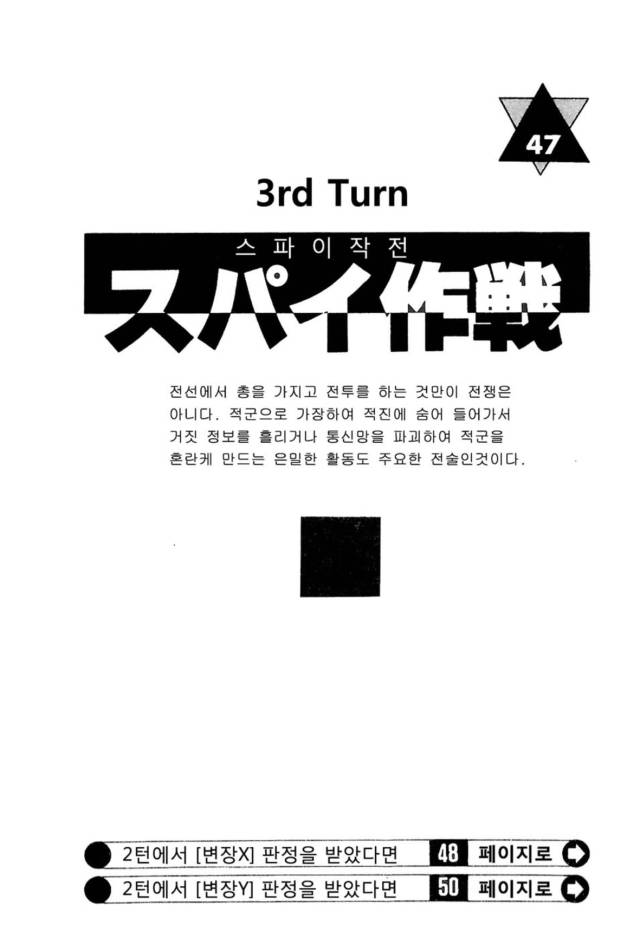 47
3rd Turn
스파이작전
スパイ作戦
전선에서 총을 가지고 전투를 하는 것만이 전쟁은
아니다. 적군으로 가장하여 적진에 숨어 들어가서
거짓 정보를 흘리거나 통신망을 파괴하여 적군을
혼란케 만드는 은밀한 활동도 주요한 전술인것이다.
2턴에서 [변장X] 판정을 받았다면 48 페이지로
2턴에서 [변장Y] 판정을 받았다면 50 페이지로